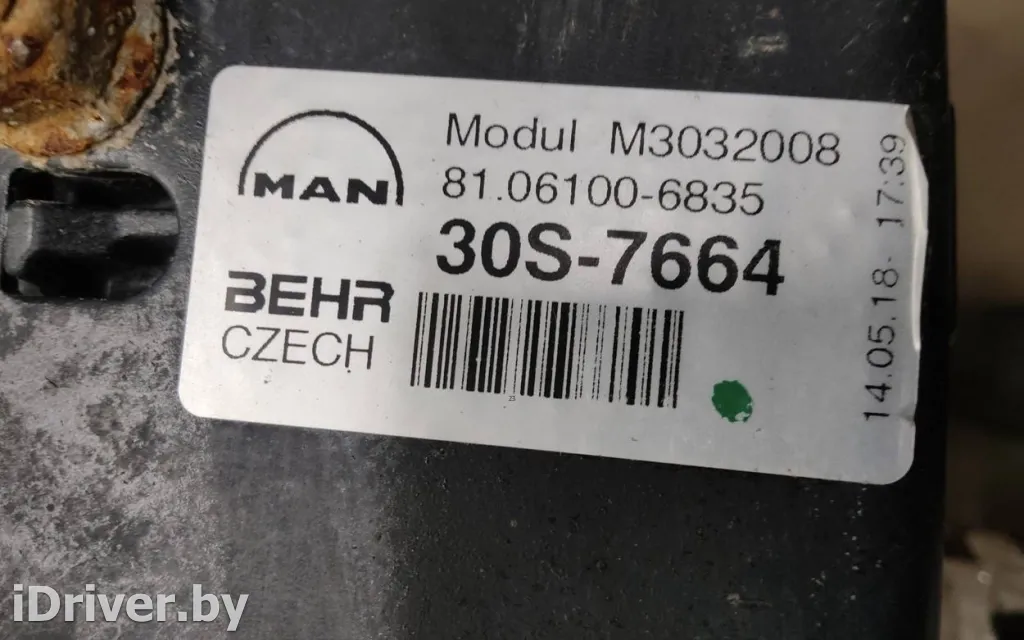 MAN
Modul M3032008
81.06100-6835
30S-7664
BEHR
CZECH
14.05.18- 17:39
iDriver.by